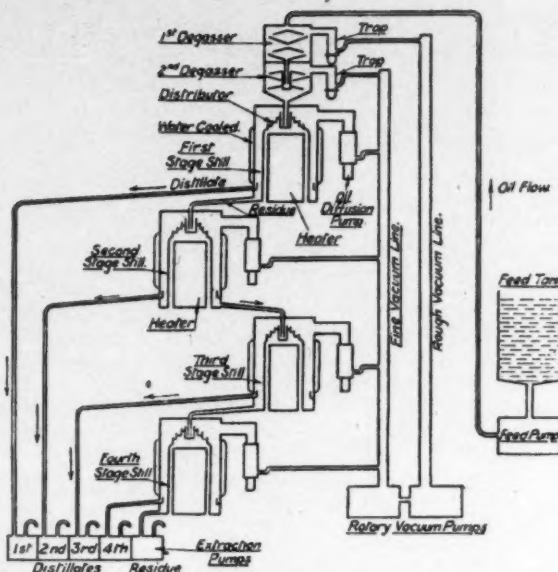 1st Degasser
Trap
2nd Degasser
Trap
Distributor
Water Cooled
First
Stage Still
Distillate
Residue
Oil
Diffusion
Pump
Heater
Oil Flow.
Second
Stage Still
Heater
Fine Vacuum Line.
Rough Vacuum Line.
Feed Tank
Third
Stage Still
Feed Pump
Fourth
Stage Still
Rotary Vacuum Pumps
1st 2nd 3rd 4th
Extraction
Pumps
Distillates Residue